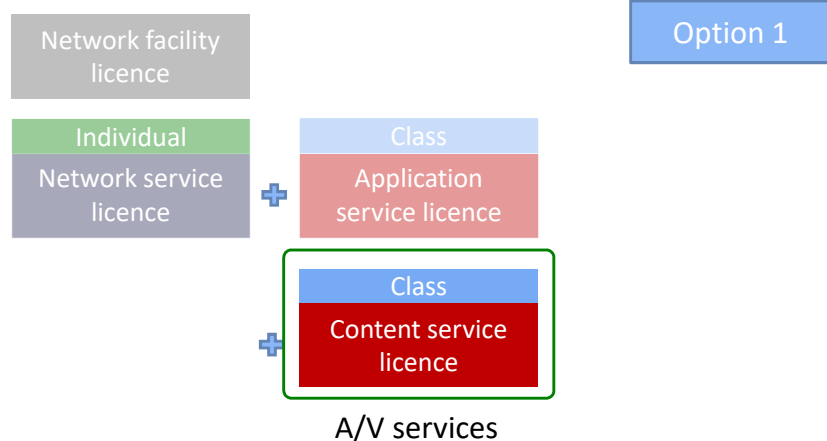 Option 1
Network facility
licence
Individual
Network service
licence
Class
Application
service licence
Class
Content service
licence
A/V services